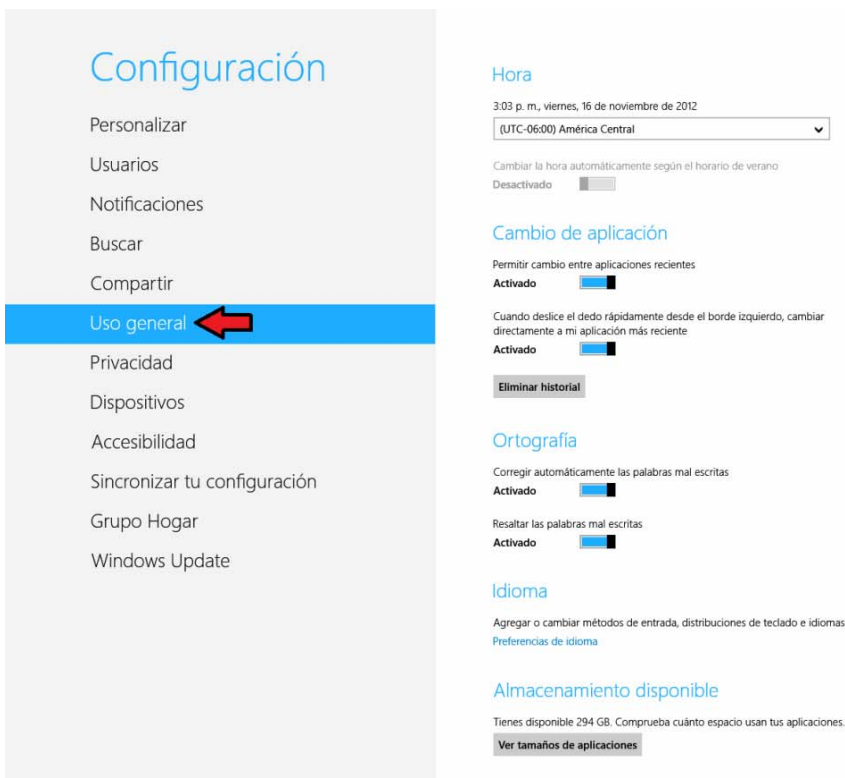 Configuración
Personalizar
Usuarios
Notificaciones
Buscar
Compartir
Uso general
Privacidad
Dispositivos
Accesibilidad
Sincronizar tu configuración
Grupo Hogar
Windows Update
Hora
3:03 p. m., viernes, 16 de noviembre de 2012
(UTC-06:00) América Central
Cambiar la hora automáticamente según el horario de verano
Desactivado
Cambio de aplicación
Permitir cambio entre aplicaciones recientes
Activado
Cuando deslice el dedo rápidamente desde el borde izquierdo, cambiar
directamente a mi aplicación más reciente
Activado
Eliminar historial
Ortografía
Corregir automáticamente las palabras mal escritas
Activado
Resaltar las palabras mal escritas
Activado
Idioma
Agregar o cambiar métodos de entrada, distribuciones de teclado e idiomas
Preferencias de idioma
Almacenamiento disponible
Tienes disponible 294 GB. Comprueba cuánto espacio usan tus aplicaciones.
Ver tamaños de aplicaciones